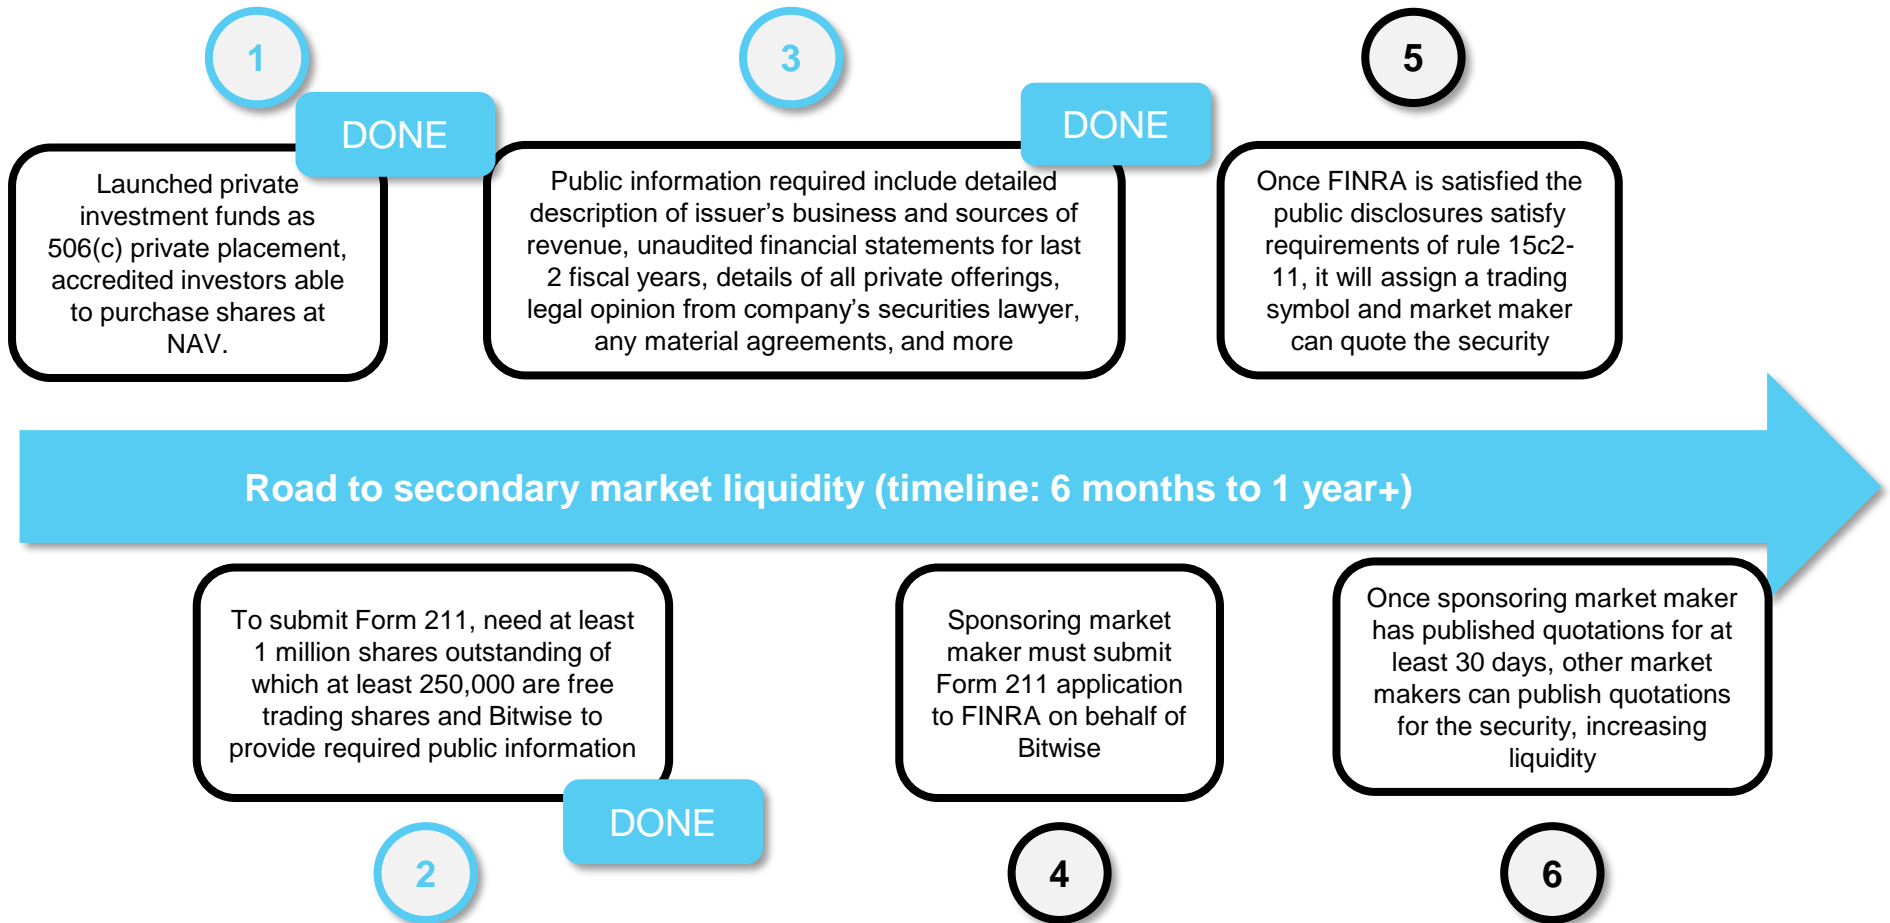 1
DONE
Launched private
investment funds as
506(c) private placement,
accredited investors able
to purchase shares at
NAV.
3
DONE
Public information required include detailed
description of issuer’s business and sources of
revenue, unaudited financial statements for last
2 fiscal years, details of all private offerings,
legal opinion from company’s securities lawyer,
any material agreements, and more
5
Once FINRA is satisfied the
public disclosures satisfy
requirements of rule 15c2-
11, it will assign a trading
symbol and market maker
can quote the security
Road to secondary market liquidity (timeline: 6 months to 1 year+)
To submit Form 211, need at least
1 million shares outstanding of
which at least 250,000 are free
trading shares and Bitwise to
provide required public information
DONE
2
Sponsoring market
maker must submit
Form 211 application
to FINRA on behalf of
Bitwise
4
Once sponsoring market maker
has published quotations for at
least 30 days, other market
makers can publish quotations
for the security, increasing
liquidity
6